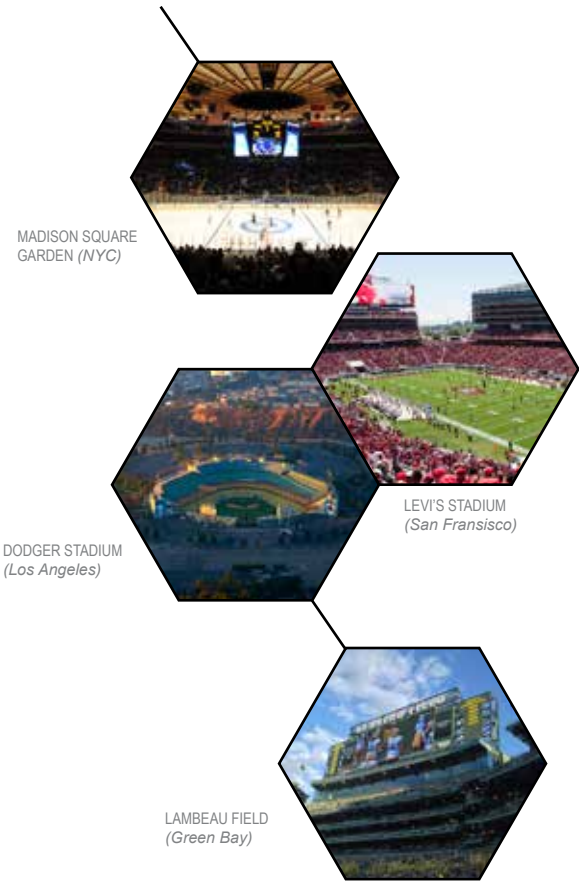 MADISON SQUARE
GARDEN (NYC)
LEVI'S STADIUM
(San Fransisco)
DODGER STADIUM
(Los Angeles)
LAMBEAU FIELD
(Green Bay)